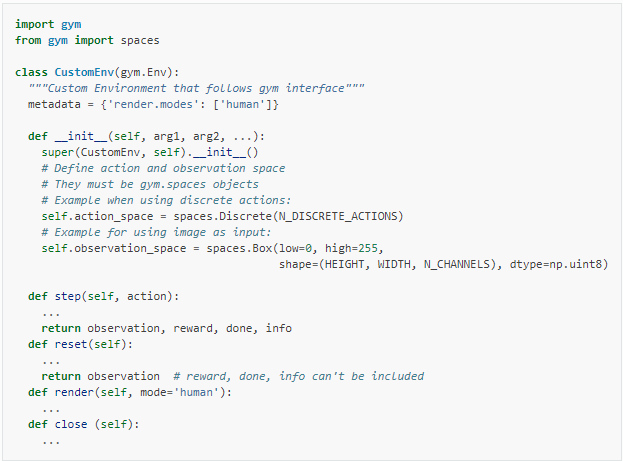 import gym
from gym import spaces

class CustomEnv(gym.Env):
  """Custom Environment that follows gym interface"""
  metadata = {'render.modes': ['human']}

  def __init__(self, arg1, arg2, ...):
    super(CustomEnv, self).__init__()
    # Define action and observation space
    # They must be gym.spaces objects
    # Example when using discrete actions:
    self.action_space = spaces.Discrete(N_DISCRETE_ACTIONS)
    # Example for using image as input:
    self.observation_space = spaces.Box(low=0, high=255,
                                        shape=(HEIGHT, WIDTH, N_CHANNELS), dtype=np.uint8)

  def step(self, action):
    ...
    return observation, reward, done, info
  def reset(self):
    ...
    return observation  # reward, done, info can't be included
  def render(self, mode='human'):
    ...
  def close (self):
    ...